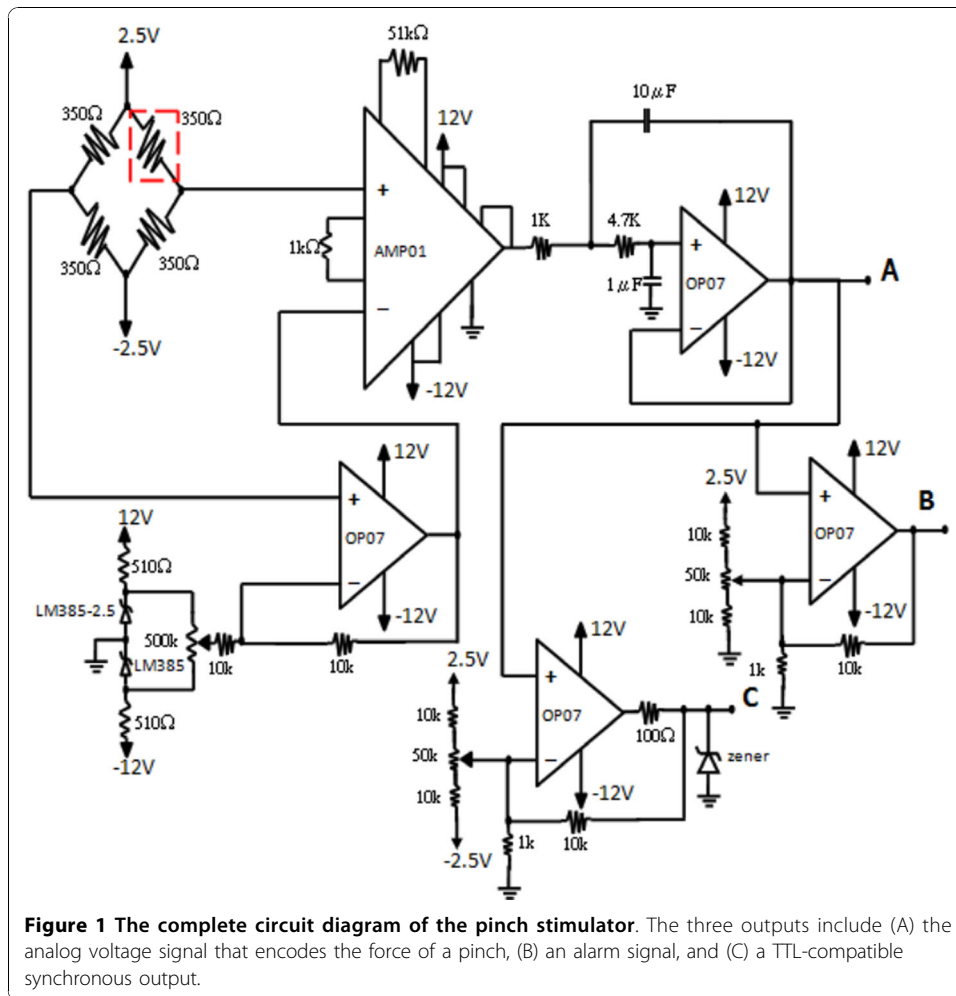 2.5V
51kΩ
10μF
350Ω
350Ω
12V
12V
+
1K
4.7K
+
1kΩ
AMP01
1μF
OP07
A
350Ω
350Ω
−
−
-2.5V
-12V
-12V
12V
12V
2.5V
+
B
12V
+
10k
OP07
OP07
510Ω
50k
−
−
LM385-2.5
-12V
10k
-12V
500k
12V
LM385
10k
10k
2.5V
1k
10k
+
C
510Ω
10k
OP07
100Ω
50k
−
zener
-12V
10k
-12V
-2.5V
1k
10k
Figure 1 The complete circuit diagram of the pinch stimulator. The three outputs include (A) the
analog voltage signal that encodes the force of a pinch, (B) an alarm signal, and (C) a TTL-compatible
synchronous output.